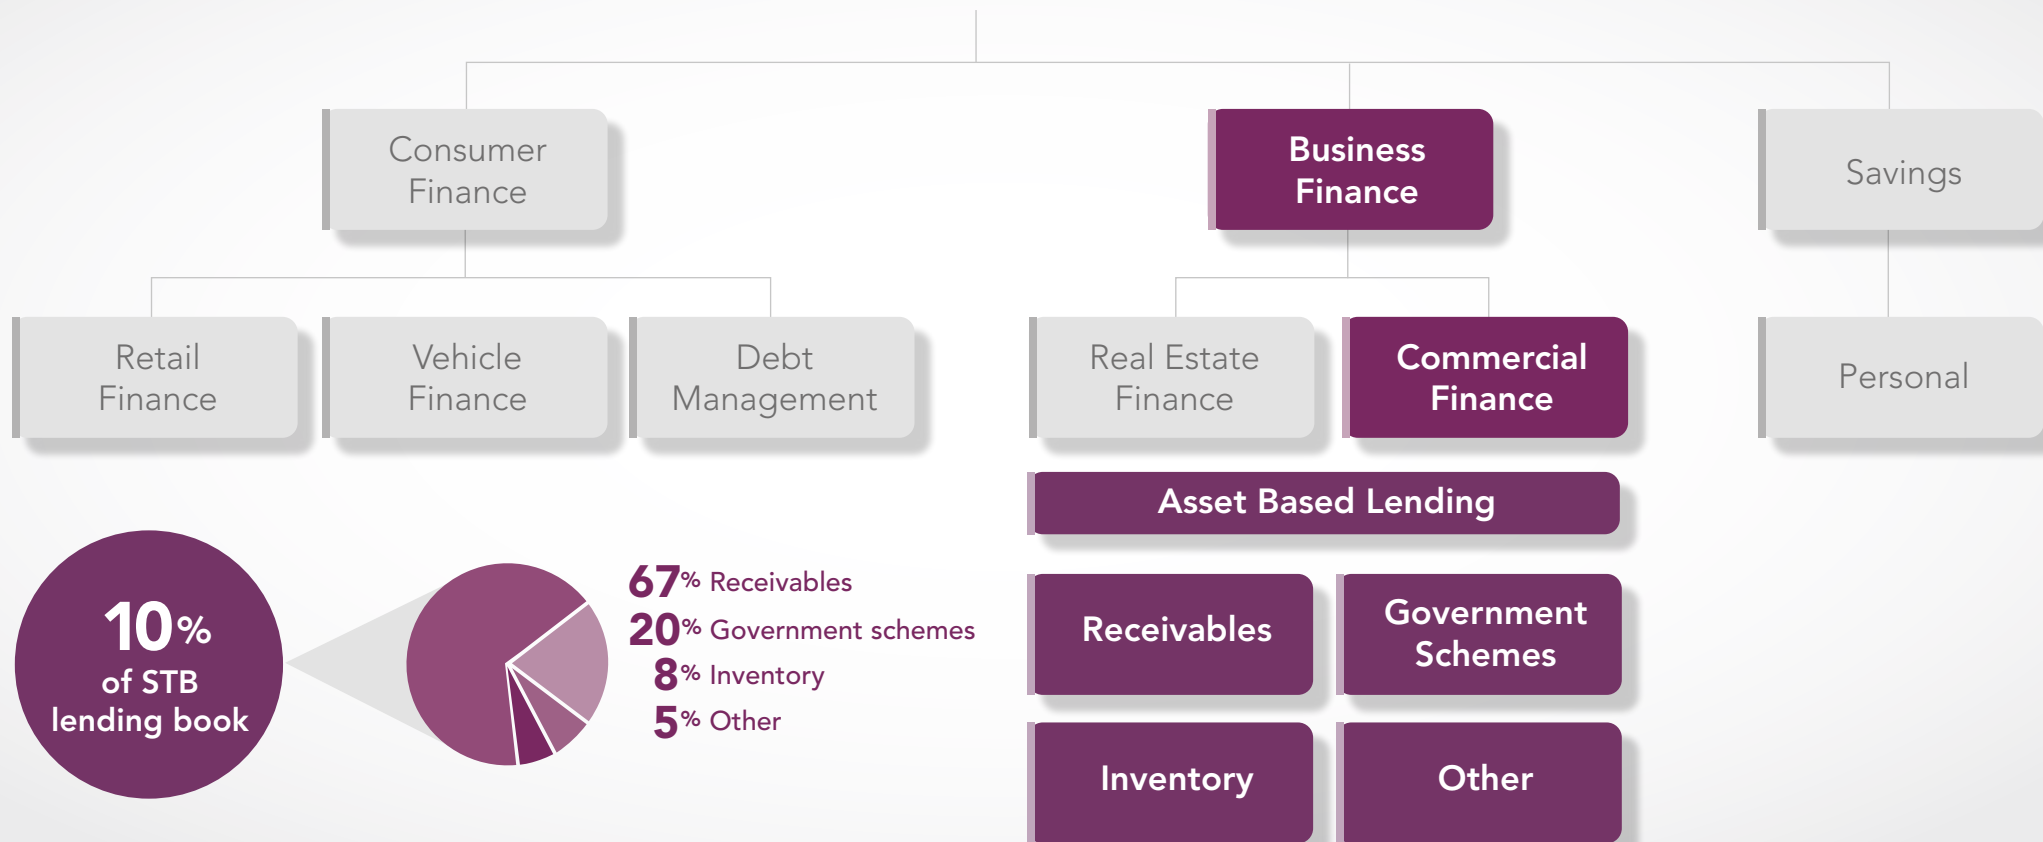 Consumer
Finance
Business
Finance
Savings
Retail
Finance
Vehicle
Finance
Debt
Management
Real Estate
Finance
Commercial
Finance
Personal
Asset Based Lending
10%
of STB
lending book
67% Receivables
20% Government schemes
8% Inventory
5% Other
Receivables
Government
Schemes
Inventory
Other